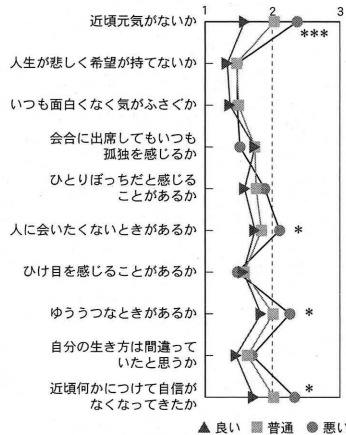 1 2 3
近頃元気がないか
***
人生が悲しく希望が持てないか
いつも面白くなく気がふさぐか
会合に出席してもいつも
孤独を感じるか
ひとりぼっちだと感じる
ことがあるか
人に会いたくないときがあるか
*
ひけ目を感じることがあるか
ゆううつなときがあるか
*
自分の生き方は間違って
いたと思うか
近頃何かにつけて自信が
なくなってきたか
*
▲ 良い ■ 普通 ● 悪い